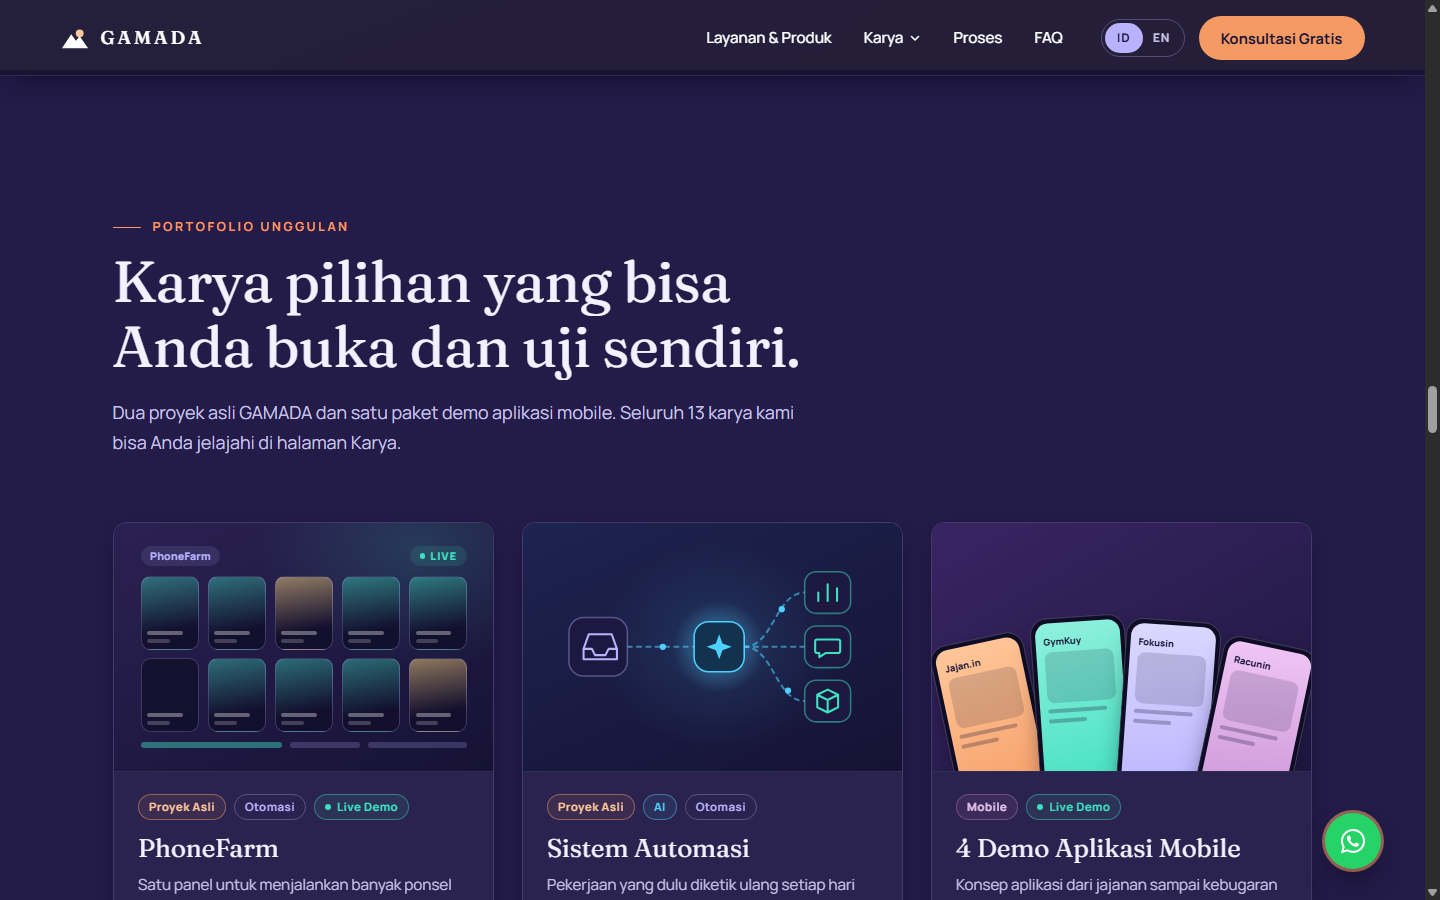 GAMADA
Layanan & Produk
Karya
Proses
FAQ
ID
EN
Konsultasi Gratis
PORTOFOLIO UNGGULAN
Karya pilihan yang bisa
Anda buka dan uji sendiri.
Dua proyek asli GAMADA dan satu paket demo aplikasi mobile. Seluruh 13 karya kami
bisa Anda jelajahi di halaman Karya.
PhoneFarm
LIVE
Jajan.in
GymKuy
Fokusin
Racunin
Proyek Asli
Otomasi
Live Demo
PhoneFarm
Satu panel untuk menjalankan banyak ponsel
Proyek Asli
AI
Otomasi
Sistem Automasi
Pekerjaan yang dulu diketik ulang setiap hari
Mobile
Live Demo
4 Demo Aplikasi Mobile
Konsep aplikasi dari jajanan sampai kebugaran